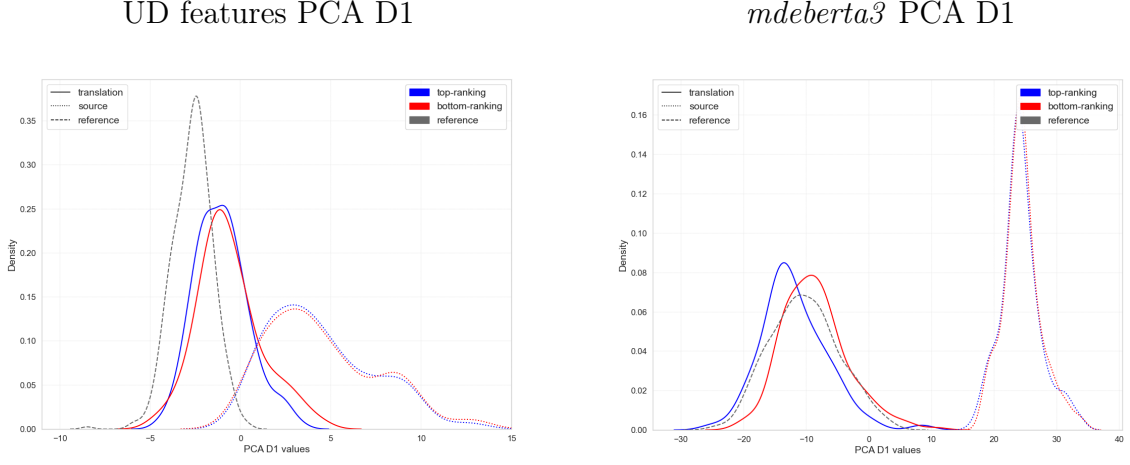 UD features PCA D1
translation
source
reference
top-ranking
bottom-ranking
reference
0.35
0.30
0.25
0.20
0.15
0.10
0.05
0.00
Density
−10
−5
0
5
10
15
PCA D1 values
mdeberta3 PCA D1
translation
source
reference
top-ranking
bottom-ranking
reference
0.16
0.14
0.12
0.10
0.08
0.06
0.04
0.02
0.00
Density
−30
−20
−10
0
10
20
30
40
PCA D1 values